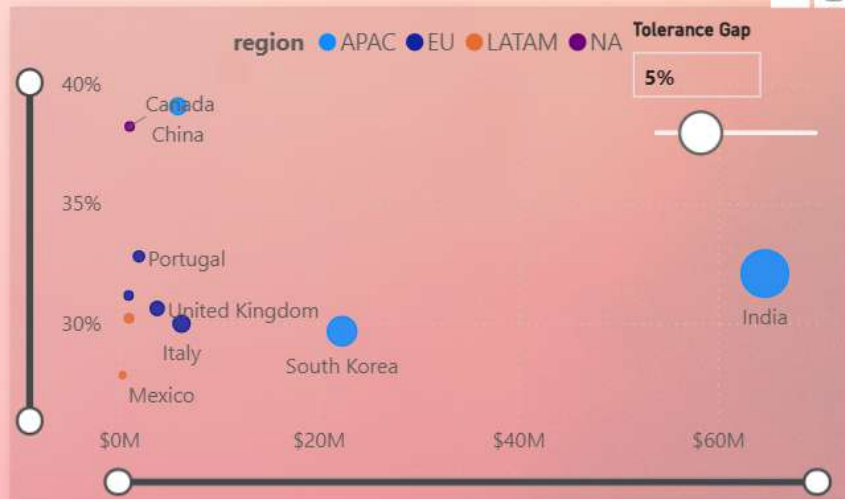 region APAC EU LATAM NA
Tolerance Gap
5%
40%
Canada
China
35%
Portugal
United Kingdom
30%
Italy
South Korea
India
Mexico
$0M $20M $40M $60M